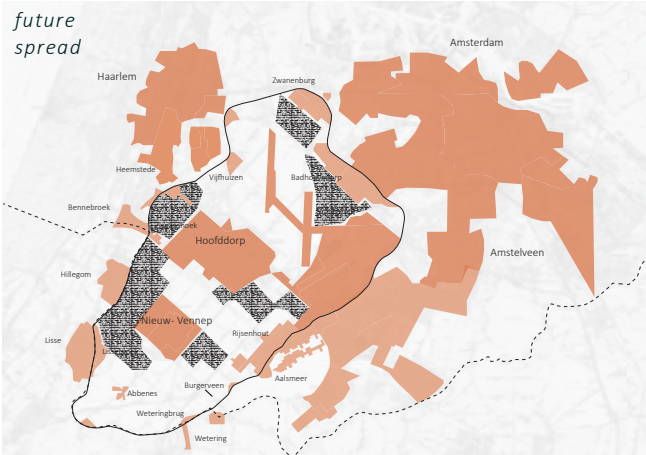 future
spread
Amsterdam
Haarlem
Zwanenburg
Heemstede
Vijfhuizen
Bennebroek
Hoofddorp
Amstelveen
Hillegom
Nieuw- Vennep
Rijsenhout
Lisse
Aalsmeer
Burgerveen
Abbenes
Weteringbrug
Wetering